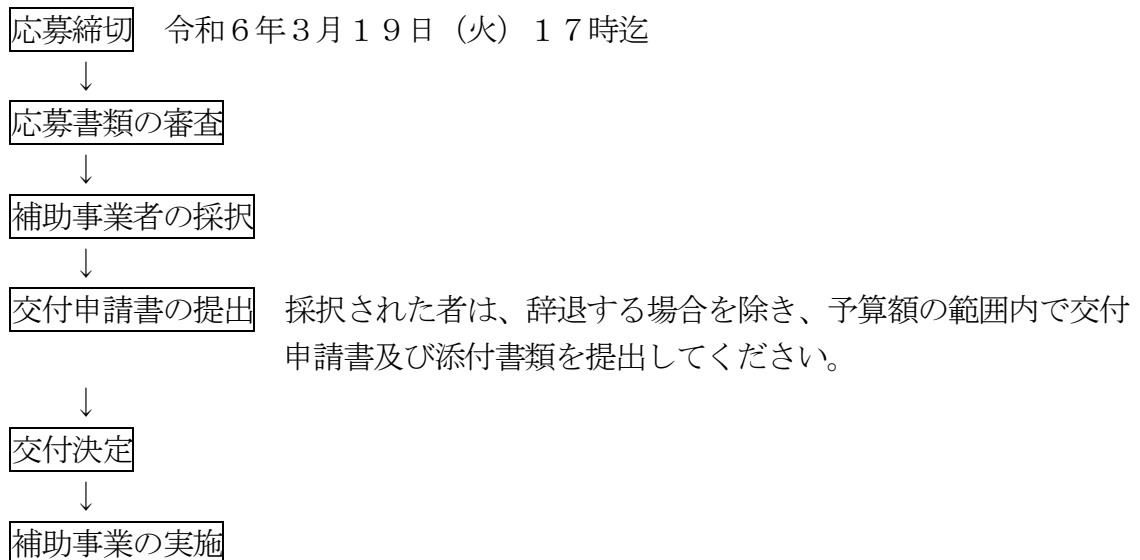 応募締切　令和６年３月１９日（火）１７時迄
↓
応募書類の審査
↓
補助事業者の採択
↓
交付申請書の提出　採択された者は、辞退する場合を除き、予算額の範囲内で交付
申請書及び添付書類を提出してください。
↓
交付決定
↓
補助事業の実施